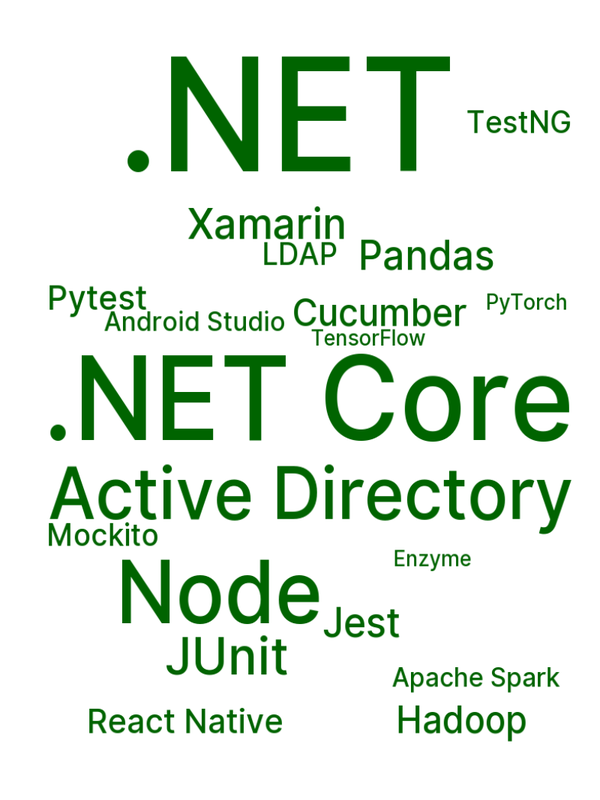 .NET
TestNG
Xamarin
LDAP
Pandas
Pytest
Android Studio
Cucumber
PyTorch
TensorFlow
.NET Core
Active Directory
Mockito
Enzyme
Node
Jest
JUnit
Apache Spark
React Native
Hadoop